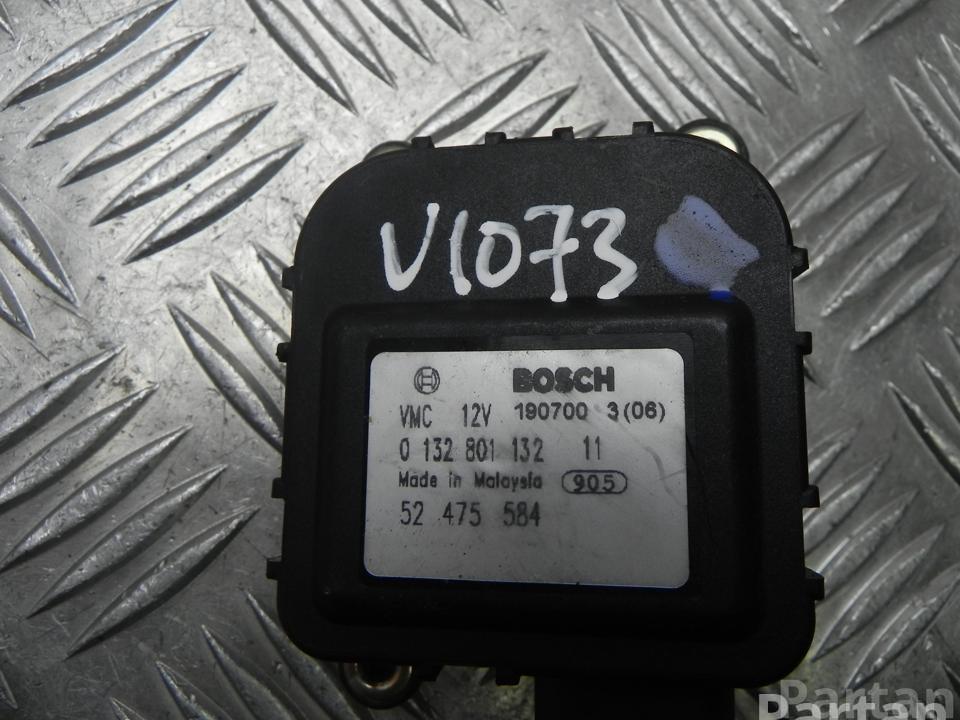 V1073
BOSCH
VMC 12V 190700 3 (06)
0 132 801 132 11
Made in Malaysia 905
52 475 584
Partan
Partan